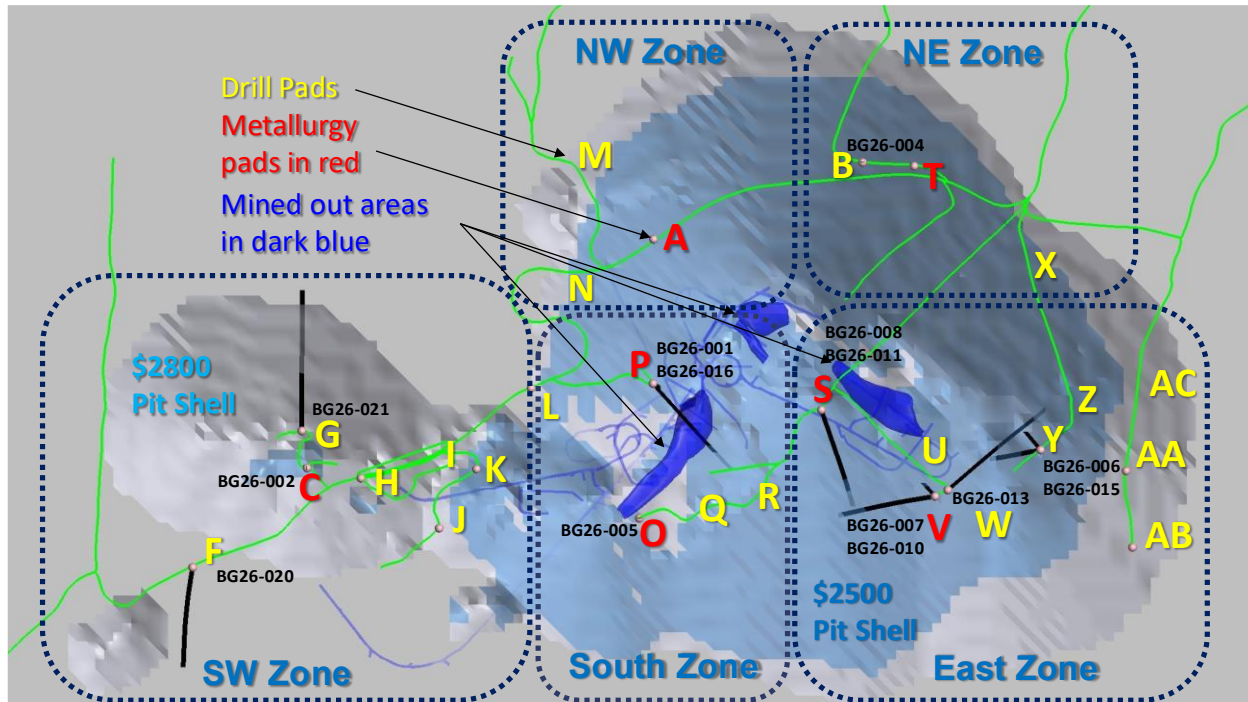 NW Zone
NE Zone
Drill Pads
Metallurgy
pads in red
Mined out areas
in dark blue
M
B
BG26-004
T
A
N
X
$2800
Pit Shell
BG26-021
G
BG26-002
C
H
I
K
J
F
BG26-020
SW Zone
L
P
BG26-001
BG26-016
BG26-005
O
Q
R
South Zone
BG26-008
BG26-011
S
U
BG26-013
W
V
BG26-007
BG26-010
Y
Z
BG26-006
BG26-015
AC
AA
AB
$2500
Pit Shell
East Zone